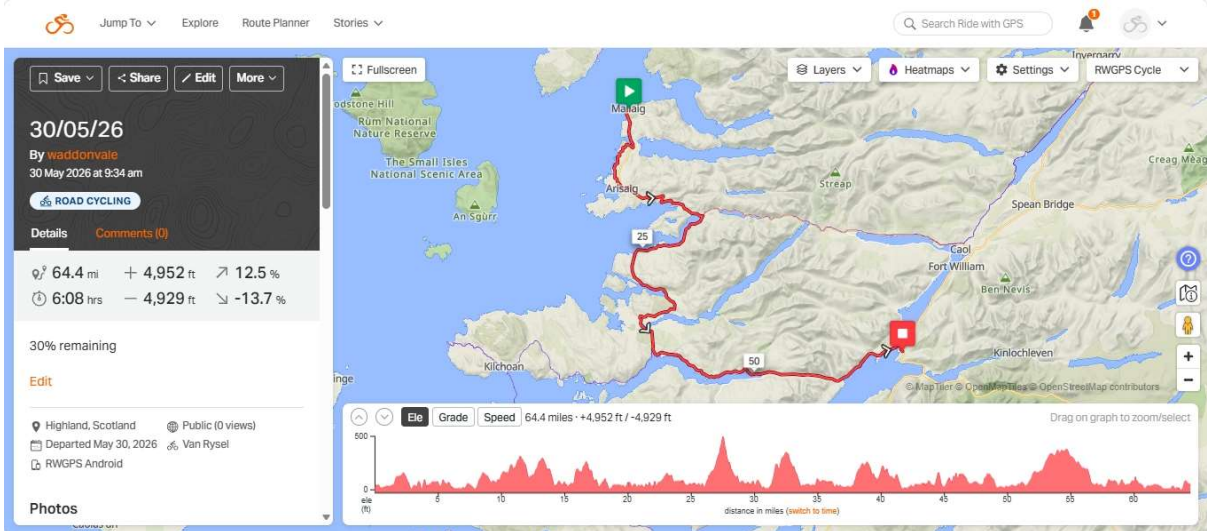 Jump To
Explore
Route Planner
Stories
Search Ride with GPS
1
Save
Share
Edit
More
30/05/26
By waddonvale
30 May 2026 at 9:34 am
ROAD CYCLING
Details
Comments (0)
64.4 mi + 4,952 ft 12.5 %
6:08 hrs − 4,929 ft -13.7 %
30% remaining
Edit
Highland, Scotland
Public (0 views)
Departed May 30, 2026
Van Rysel
RWGPS Android
Photos
Fullscreen
Layers
Heatmaps
Settings
RWGPS Cycle
Invergarry
Mallaig
odstone Hill
Rùm National
Nature Reserve
The Small Isles
National Scenic Area
An Sgùrr
Arisaig
Streap
Creag Meag
Spean Bridge
25
Caol
Fort William
Ben Nevis
Kinlochleven
50
Kilchoan
inge
© MapTiler © OpenMapTiles © OpenStreetMap contributors
Ele
Grade
Speed
64.4 miles · +4,952 ft / -4,929 ft
Drag on graph to zoom/select
500
0
ele
(ft)
5 10 15 20 25 30 35 40 45 50 55 60
distance in miles (switch to time)